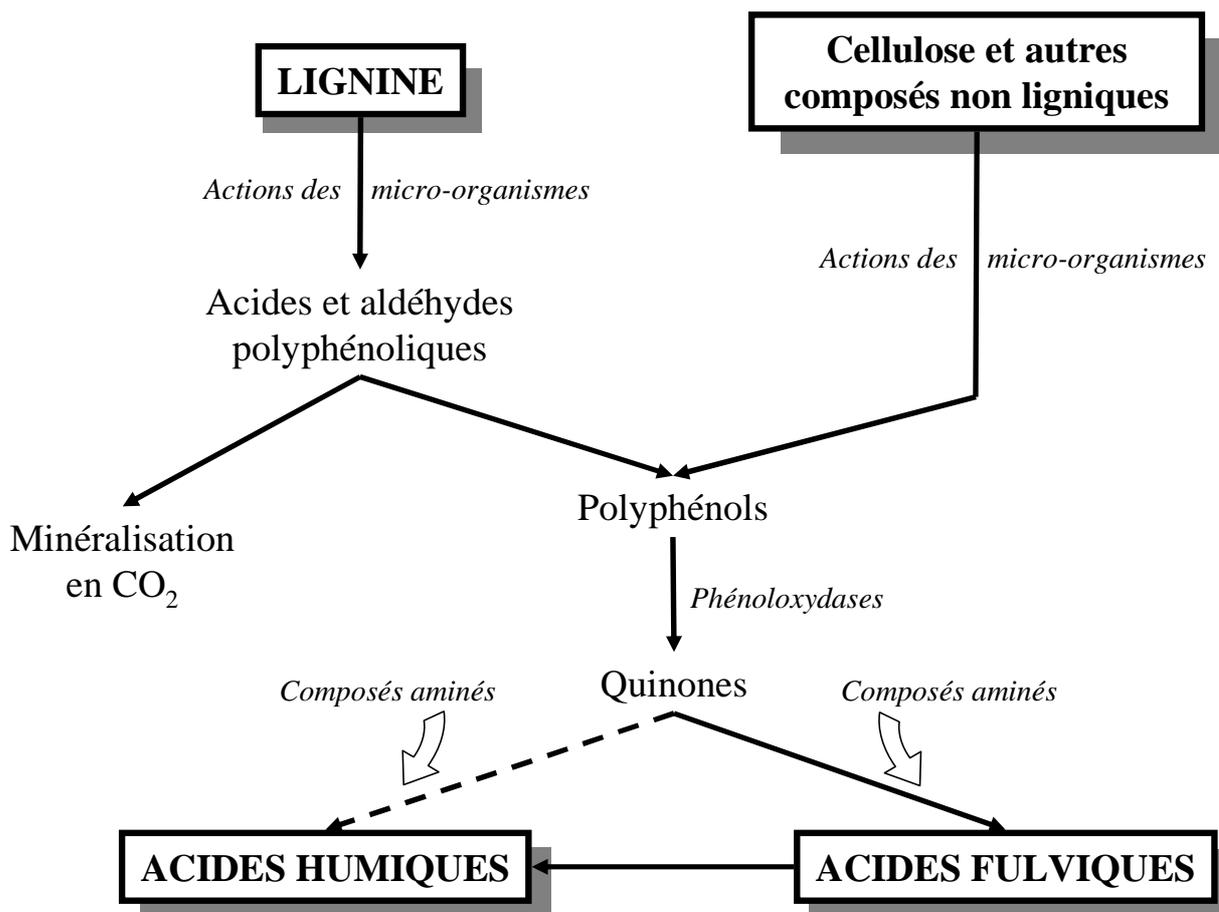 LIGNINE
Cellulose et autres
composés non ligniques
Actions des micro-organismes
Actions des micro-organismes
Acides et aldéhydes
polyphénoliques
Polyphénols
Minéralisation
en CO₂
Phénoloxydases
Quinones
Composés aminés
Composés aminés
ACIDES HUMIQUES
ACIDES FULVIQUES